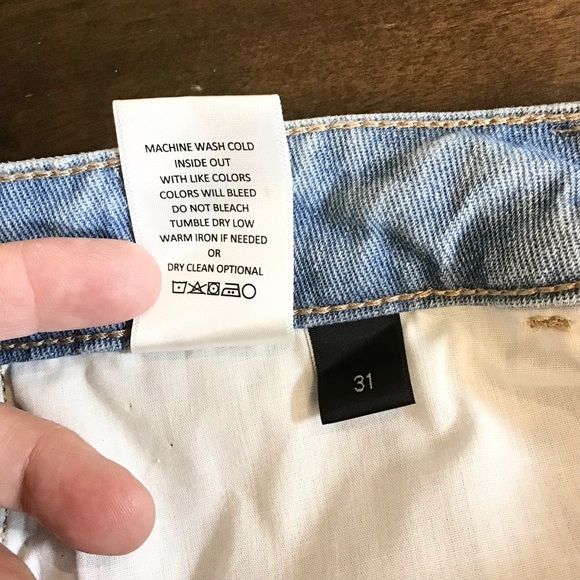 MACHINE WASH COLD
INSIDE OUT
WITH LIKE COLORS
COLORS WILL BLEED
DO NOT BLEACH
TUMBLE DRY LOW
WARM IRON IF NEEDED
OR
DRY CLEAN OPTIONAL
31